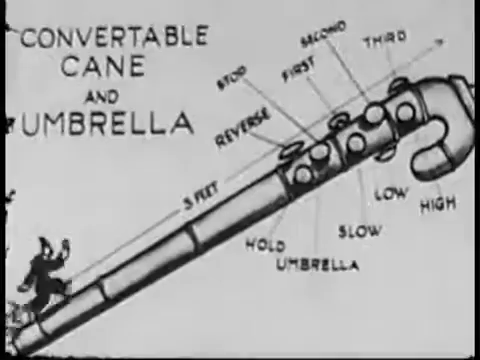 CONVERTABLE
CANE
AND
UMBRELLA
REVERSE
STOP
FIRST
SECOND
THIRD
3 FEET
HOLD
UMBRELLA
SLOW
LOW
HIGH